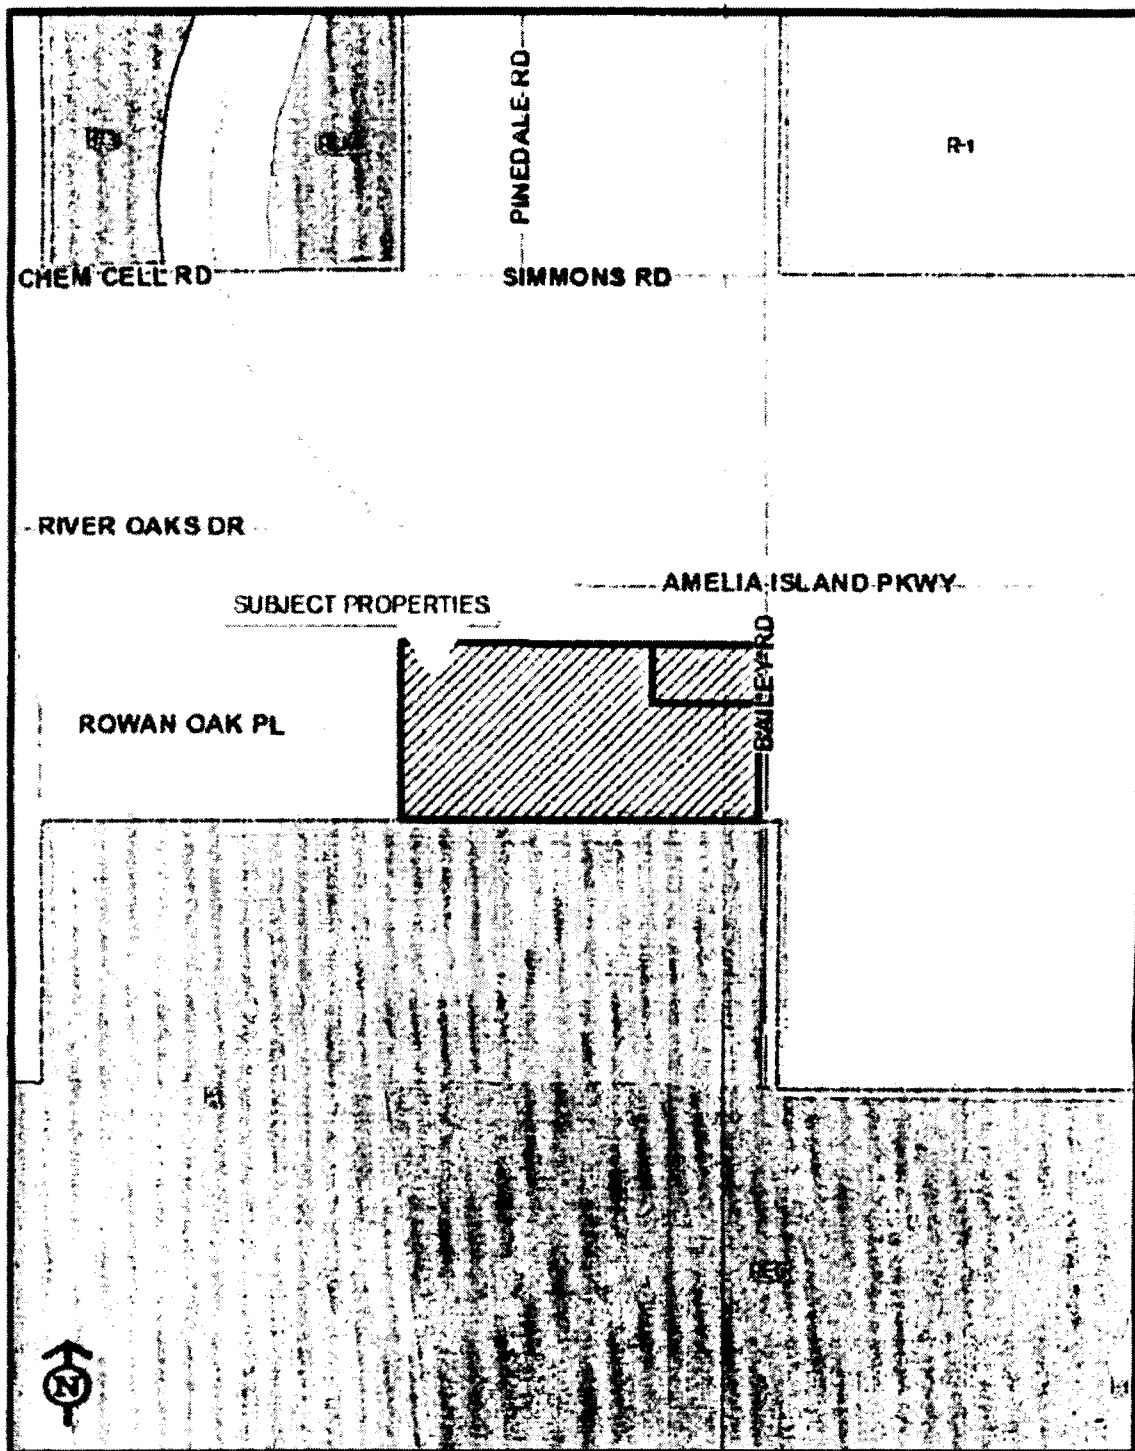 PINEDALE RD
R-1
CHEM CELL RD
SIMMONS RD
RIVER OAKS DR
AMELIA ISLAND PKWY
SUBJECT PROPERTIES
BAILEY RD
ROWAN OAK PL
N